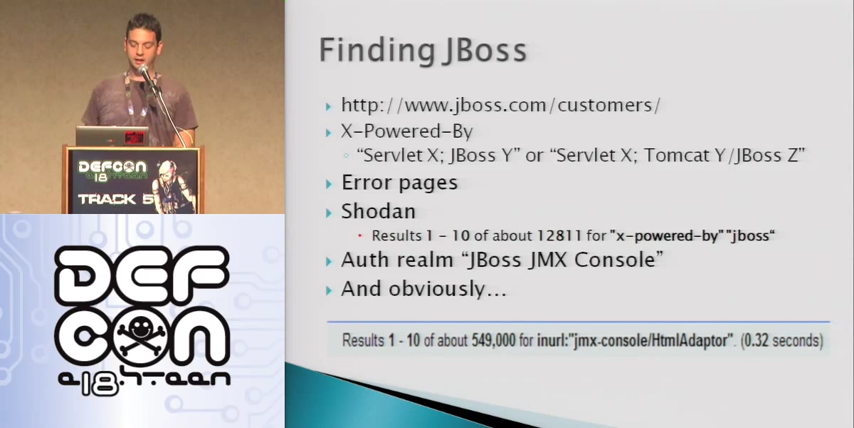 DEFCON
18
TRACK 5
DEF
CON
e18hteen
Finding JBoss
http://www.jboss.com/customers/
X-Powered-By
“Servlet X; JBoss Y” or “Servlet X; Tomcat Y/JBoss Z”
Error pages
Shodan
Results 1 - 10 of about 12811 for "x-powered-by" "jboss"
Auth realm “JBoss JMX Console”
And obviously…
Results 1 - 10 of about 549,000 for inurl:"jmx-console/HtmlAdaptor". (0.32 seconds)